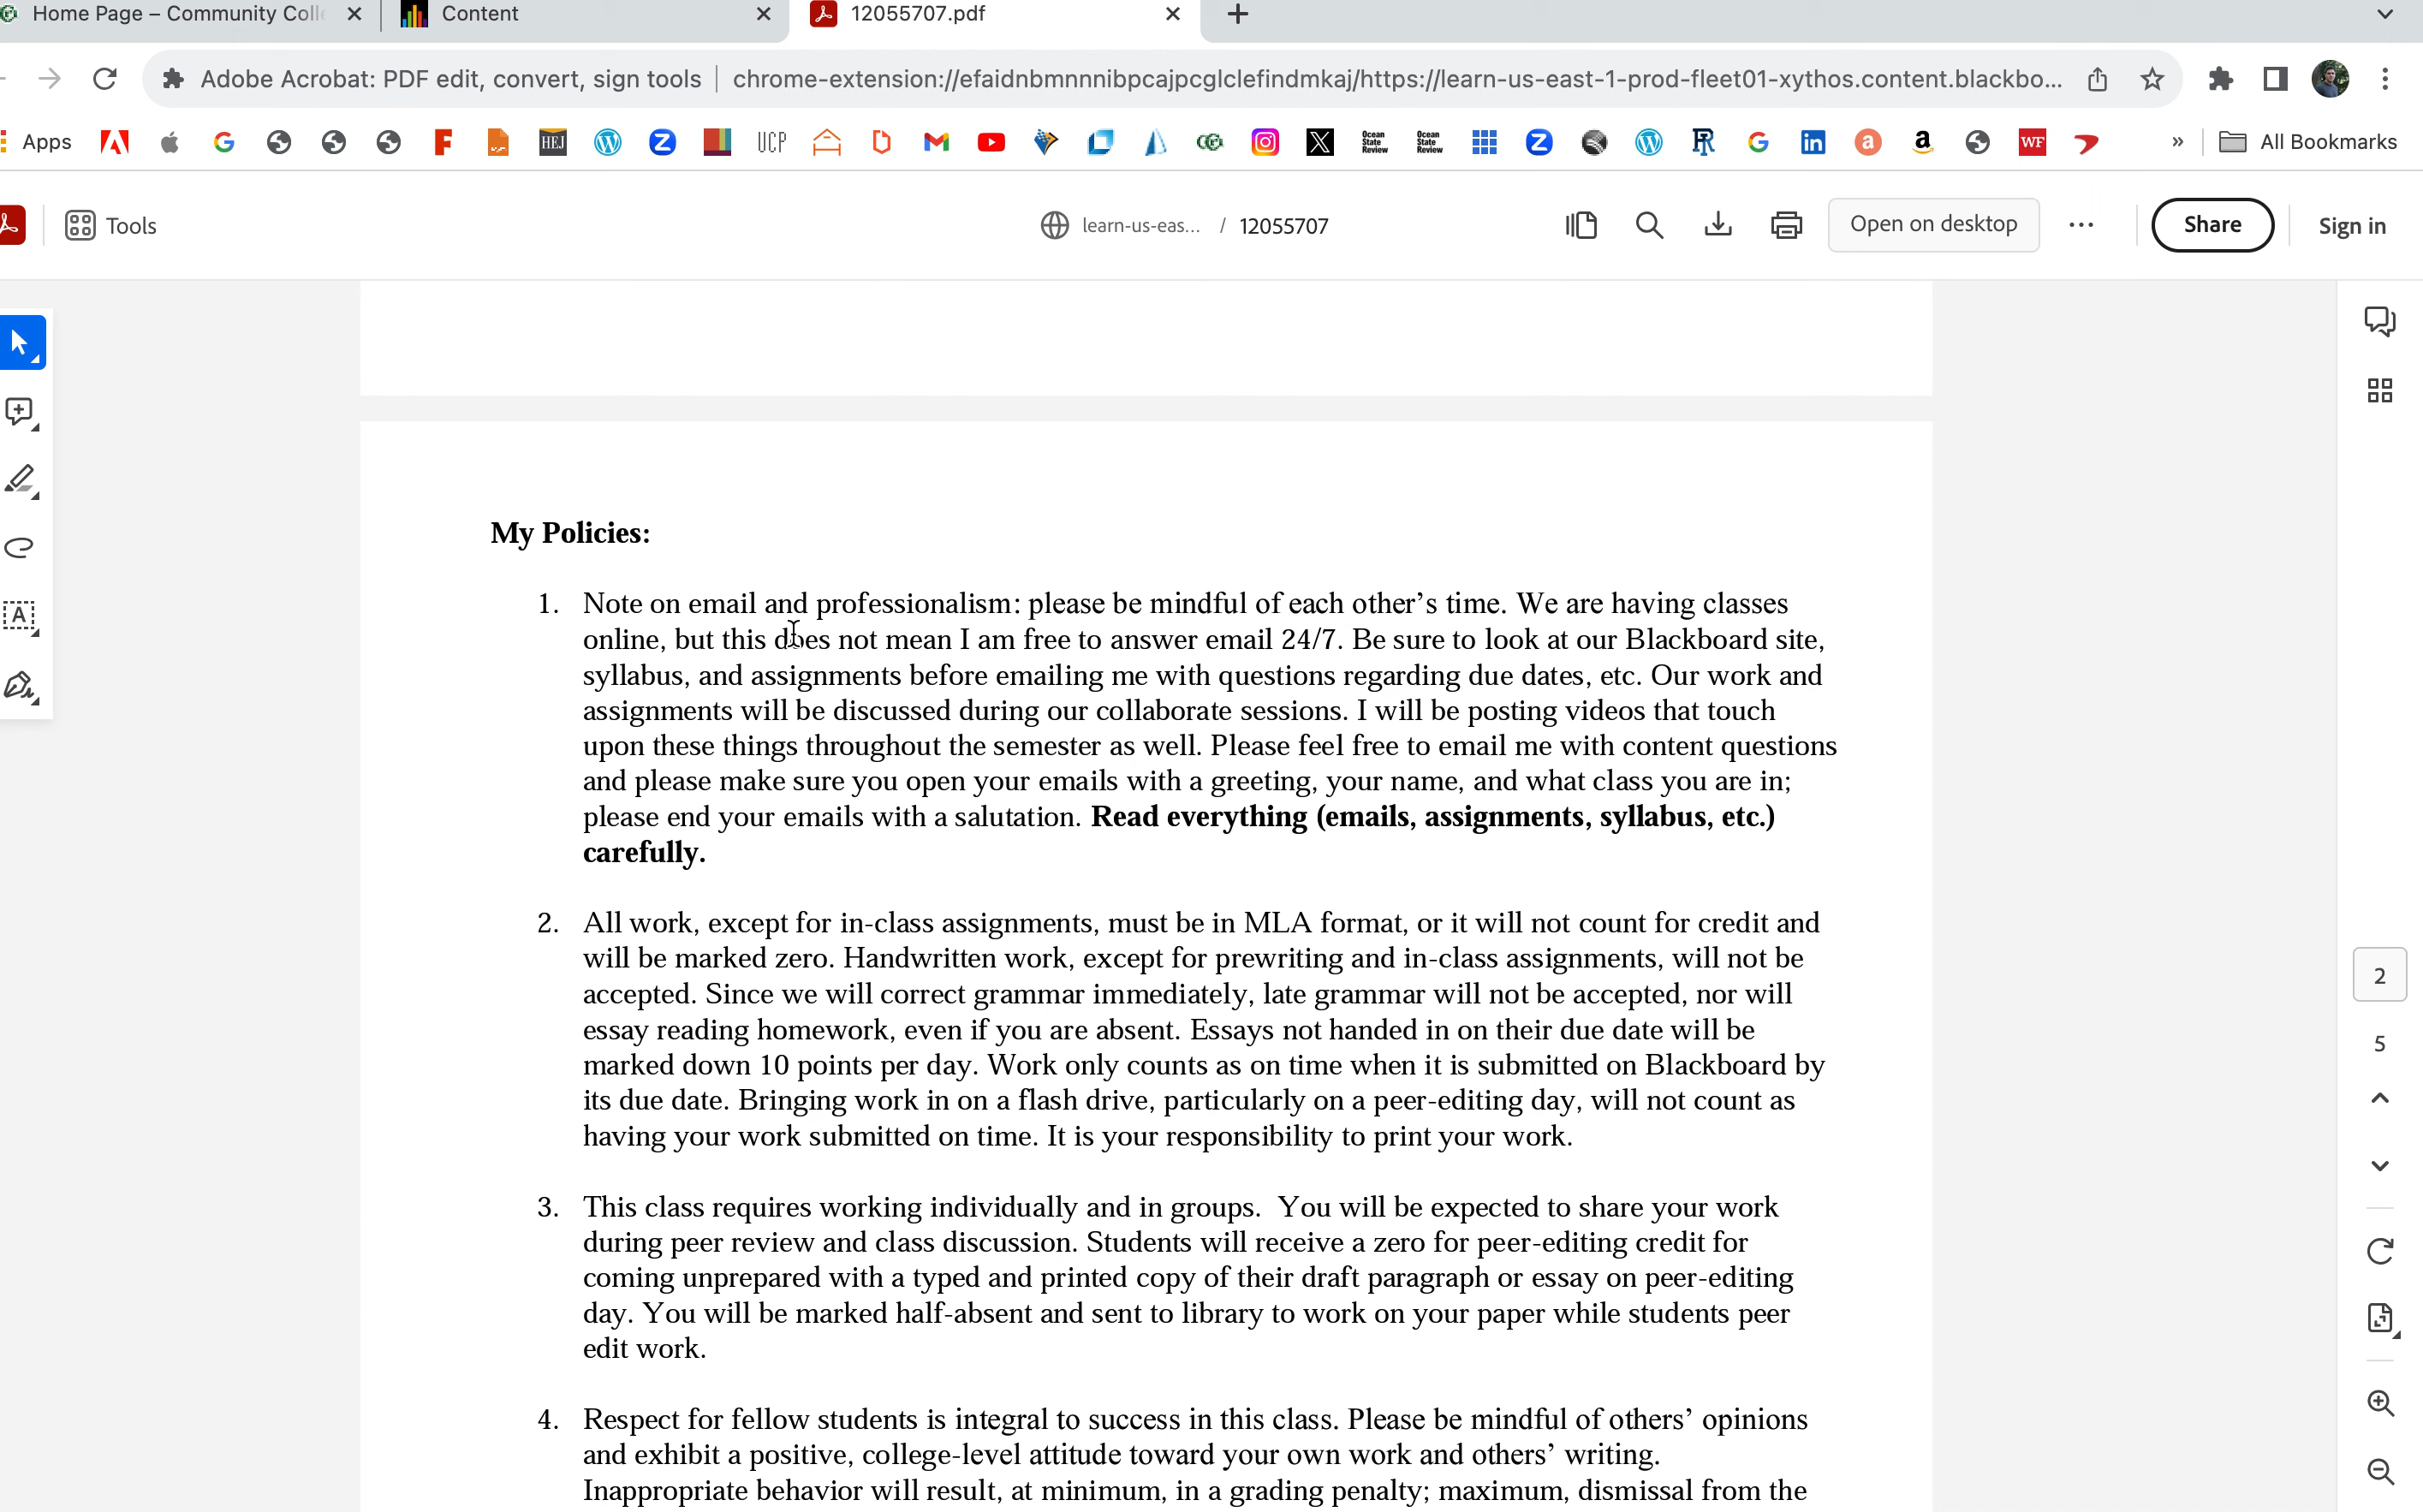 Home Page – Community Coll
Content
12055707.pdf
Adobe Acrobat: PDF edit, convert, sign tools
chrome-extension://efaidnbmnnnibpcajpcglclefindmkaj/https://learn-us-east-1-prod-fleet01-xythos.content.blackbo...
Apps
HEJ
UCP
Ocean State Review
Ocean State Review
WF
All Bookmarks
Tools
learn-us-eas... / 12055707
Open on desktop
Share
Sign in
My Policies:
1. Note on email and professionalism: please be mindful of each other’s time. We are having classes
online, but this does not mean I am free to answer email 24/7. Be sure to look at our Blackboard site,
syllabus, and assignments before emailing me with questions regarding due dates, etc. Our work and
assignments will be discussed during our collaborate sessions. I will be posting videos that touch
upon these things throughout the semester as well. Please feel free to email me with content questions
and please make sure you open your emails with a greeting, your name, and what class you are in;
please end your emails with a salutation. Read everything (emails, assignments, syllabus, etc.)
carefully.
2. All work, except for in-class assignments, must be in MLA format, or it will not count for credit and
will be marked zero. Handwritten work, except for prewriting and in-class assignments, will not be
accepted. Since we will correct grammar immediately, late grammar will not be accepted, nor will
essay reading homework, even if you are absent. Essays not handed in on their due date will be
marked down 10 points per day. Work only counts as on time when it is submitted on Blackboard by
its due date. Bringing work in on a flash drive, particularly on a peer-editing day, will not count as
having your work submitted on time. It is your responsibility to print your work.
3. This class requires working individually and in groups.  You will be expected to share your work
during peer review and class discussion. Students will receive a zero for peer-editing credit for
coming unprepared with a typed and printed copy of their draft paragraph or essay on peer-editing
day. You will be marked half-absent and sent to library to work on your paper while students peer
edit work.
4. Respect for fellow students is integral to success in this class. Please be mindful of others’ opinions
and exhibit a positive, college-level attitude toward your own work and others’ writing.
Inappropriate behavior will result, at minimum, in a grading penalty; maximum, dismissal from the
2
5